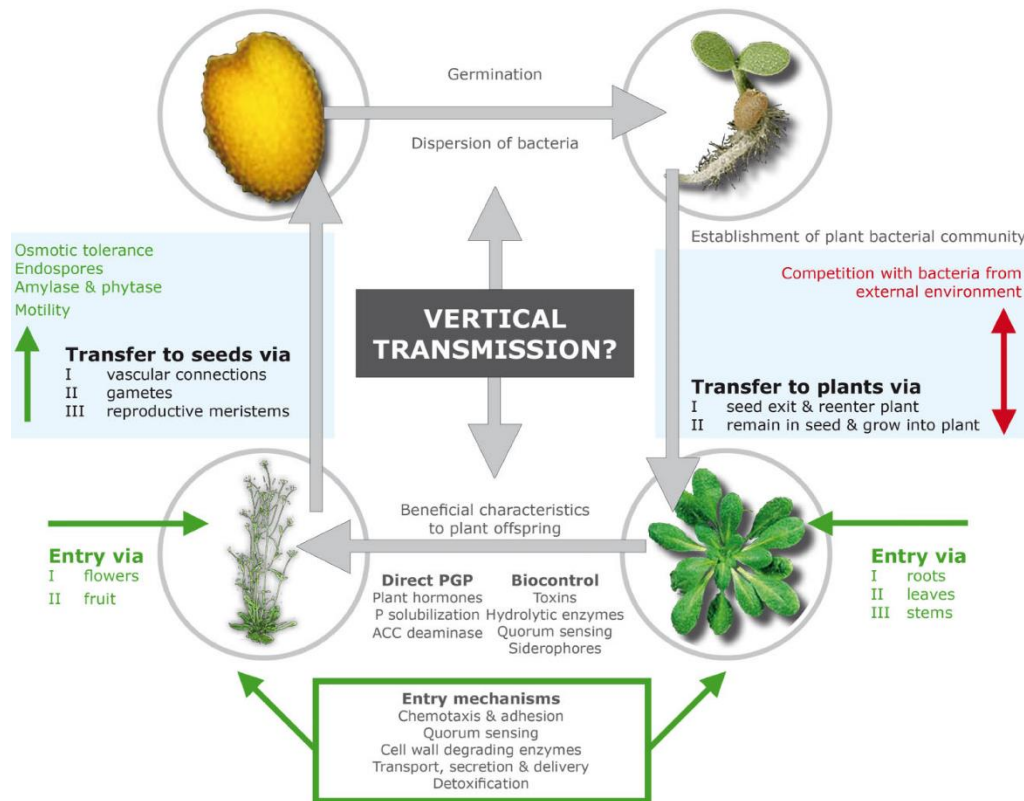 Germination
Dispersion of bacteria
Osmotic tolerance
Endospores
Amylase & phytase
Motility
Transfer to seeds via
I vascular connections
II gametes
III reproductive meristems
VERTICAL
TRANSMISSION?
Establishment of plant bacterial community
Competition with bacteria from
external environment
Transfer to plants via
I seed exit & reenter plant
II remain in seed & grow into plant
Entry via
I flowers
II fruit
Beneficial characteristics
to plant offspring
Direct PGP
Plant hormones
P solubilization
ACC deaminase
Biocontrol
Toxins
Hydrolytic enzymes
Quorum sensing
Siderophores
Entry via
I roots
II leaves
III stems
Entry mechanisms
Chemotaxis & adhesion
Quorum sensing
Cell wall degrading enzymes
Transport, secretion & delivery
Detoxification